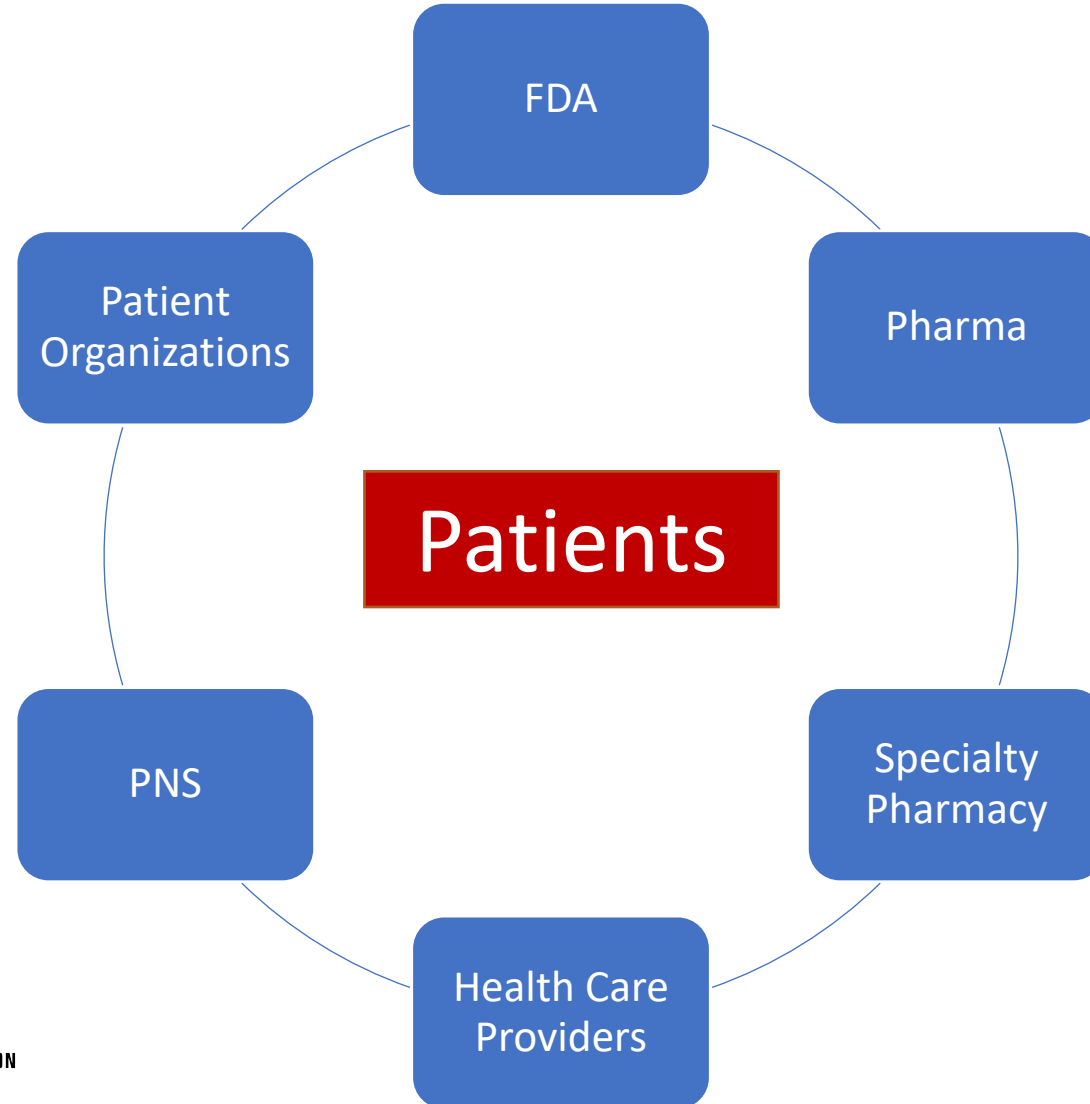 FDA
Patient
Organizations
Pharma
Patients
PNS
Specialty
Pharmacy
Health Care
Providers